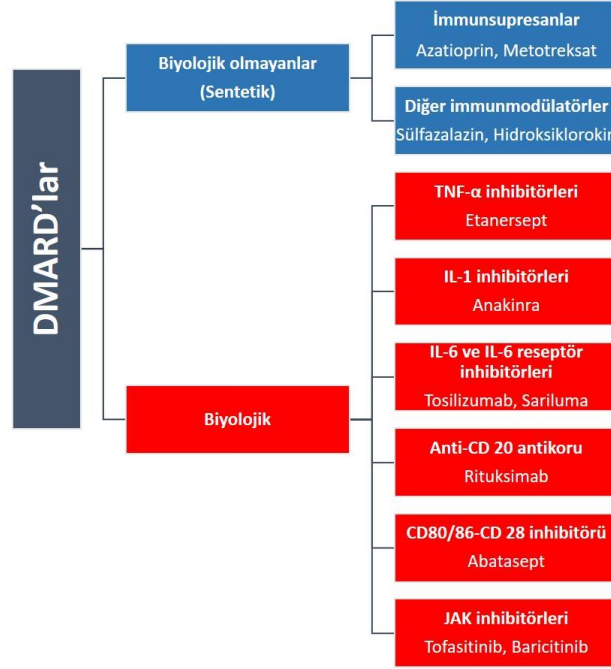 DMARD'lar
Biyolojik olmayanlar
(Sentetik)
İmmunsupresanlar
Azatioprin, Metotreksat
Diğer immunmodülatörler
Sülfazalazin, Hidroksiklorokin
Biyolojik
TNF-α inhibitörleri
Etanersept
IL-1 inhibitörleri
Anakinra
IL-6 ve IL-6 reseptör
inhibitörleri
Tosilizumab, Sariluma
Anti-CD 20 antikoru
Rituksimab
CD80/86-CD 28 inhibitörü
Abatasept
JAK inhibitörleri
Tofasitinib, Baricitinib